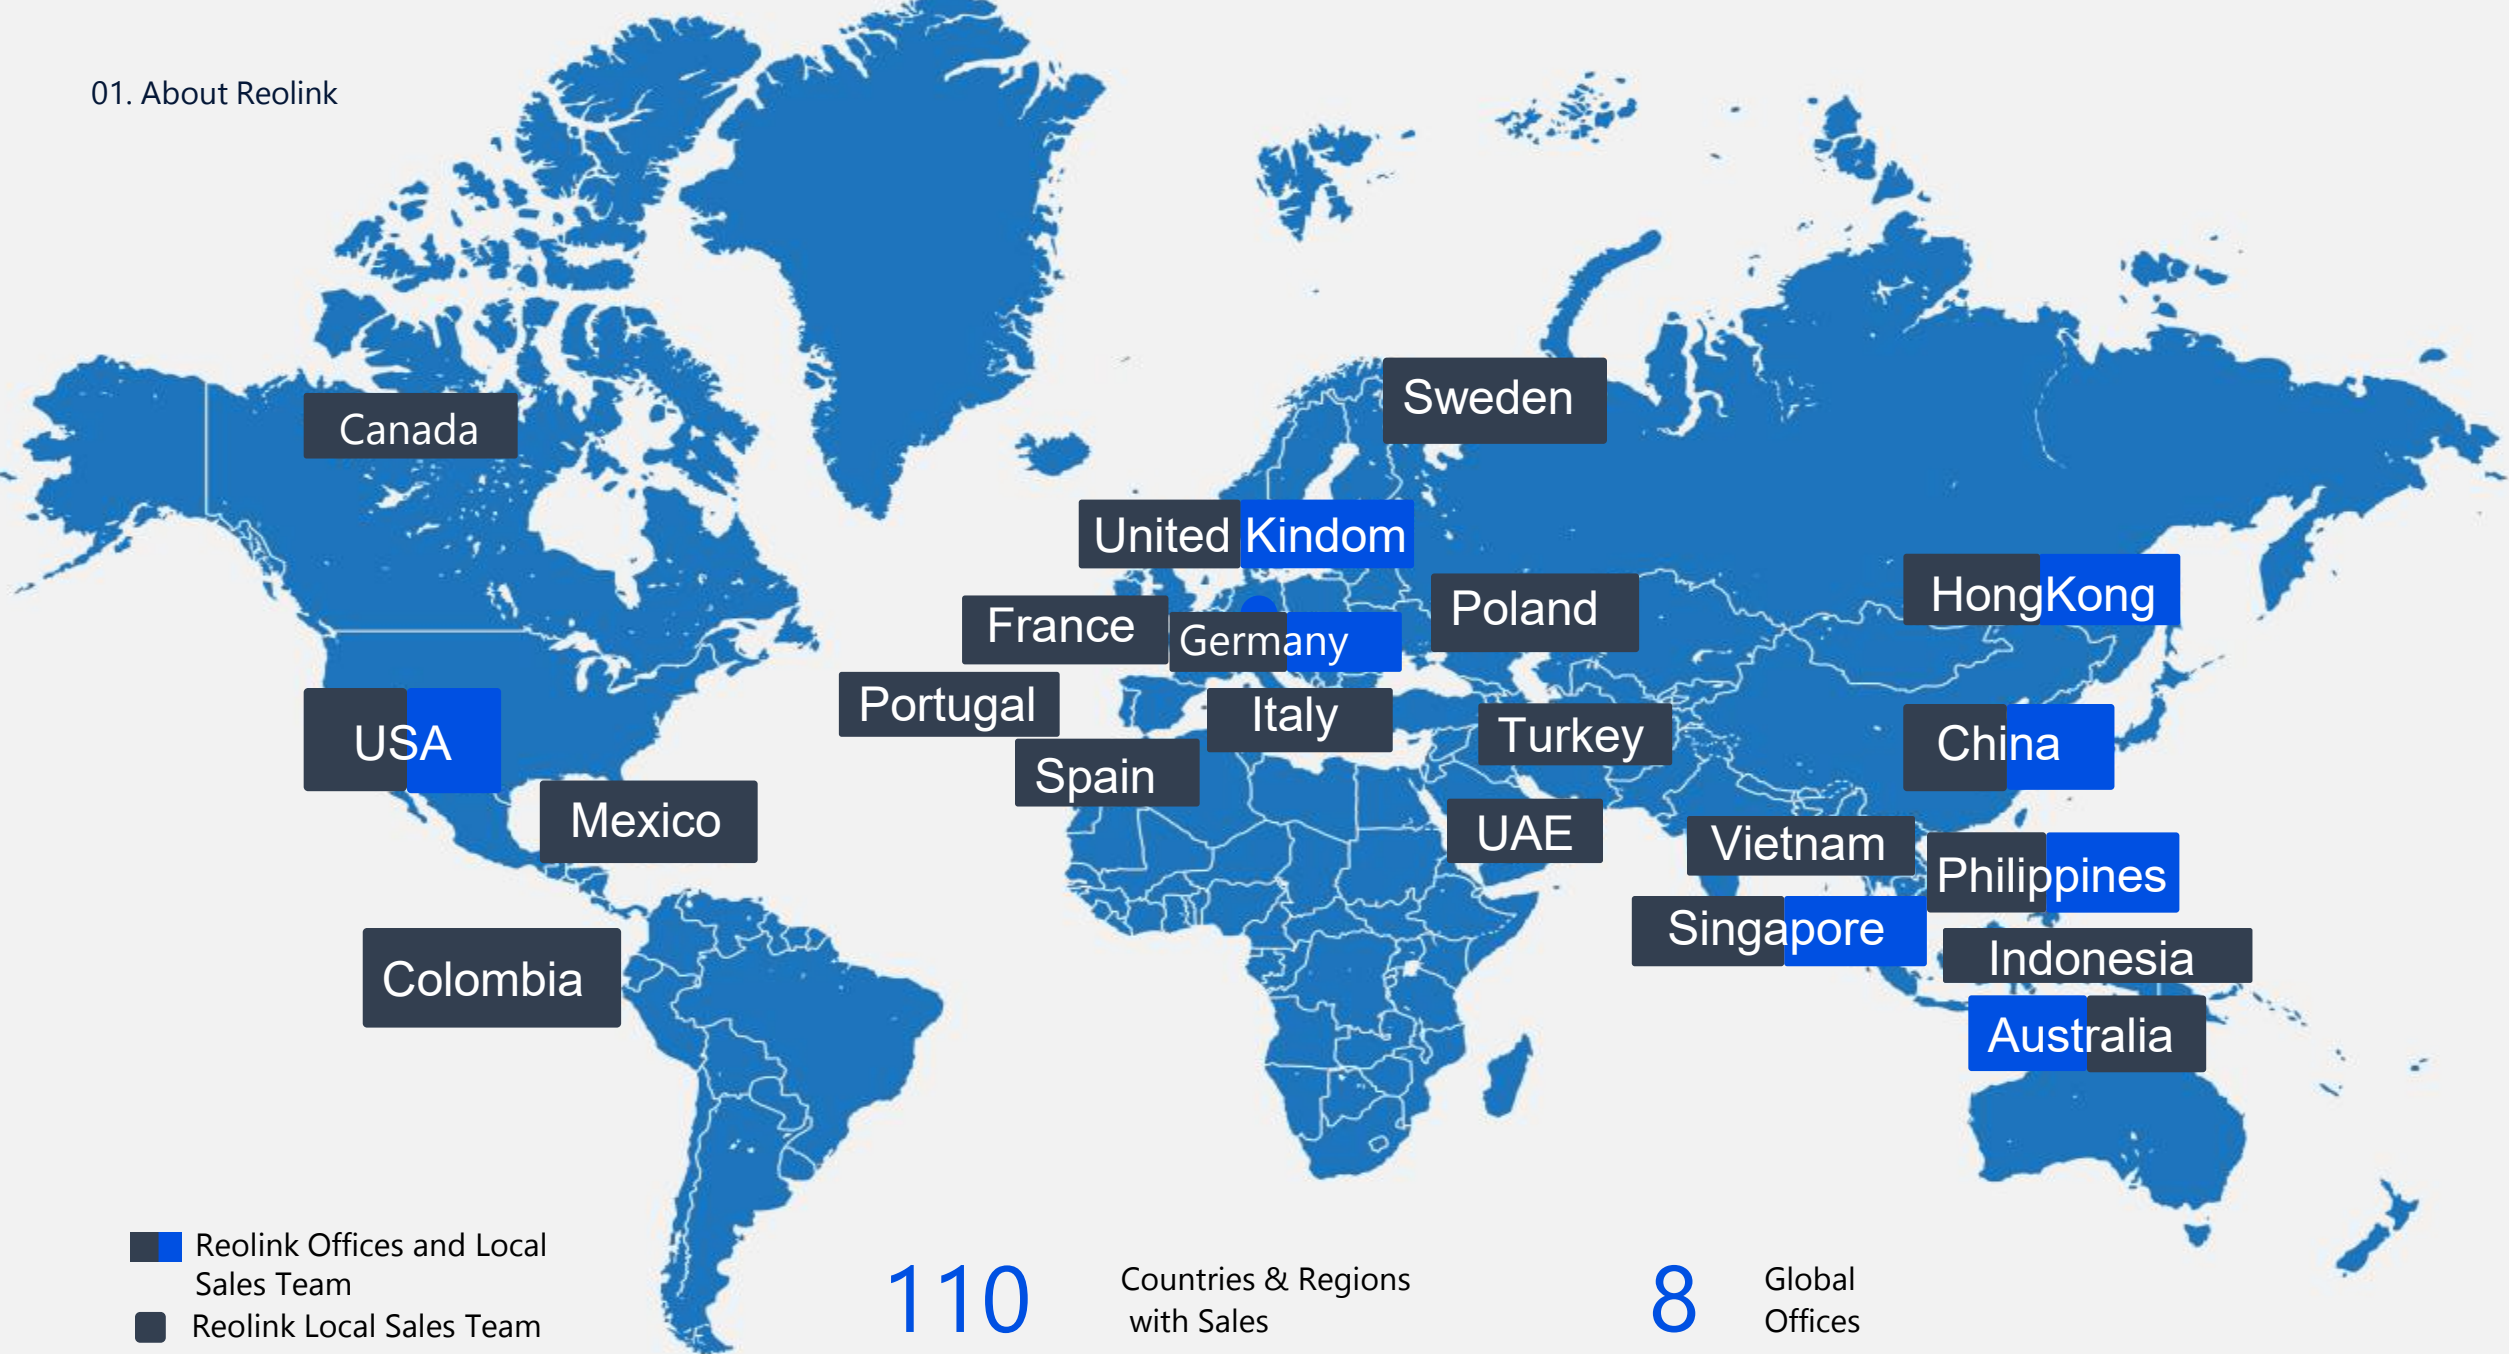 01. About Reolink
Canada
Sweden
United Kindom
HongKong
Poland
France
Germany
Portugal
Italy
USA
Turkey
China
Spain
Mexico
UAE
Vietnam
Philippines
Singapore
Indonesia
Colombia
Australia
Reolink Offices and Local
Sales Team
Reolink Local Sales Team
110
Countries & Regions
with Sales
8
Global
Offices